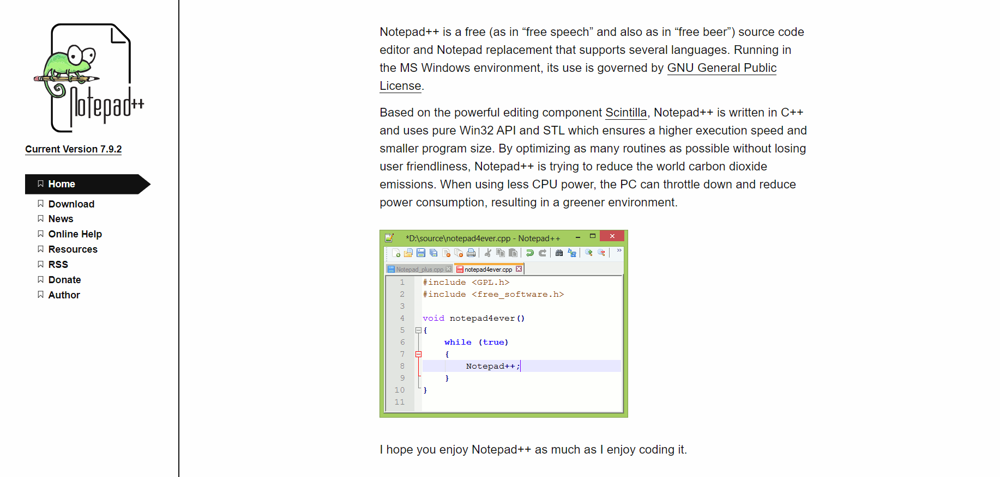 Notepad++
Current Version 7.9.2
Home
Download
News
Online Help
Resources
RSS
Donate
Author
Notepad++ is a free (as in “free speech” and also as in “free beer”) source code
editor and Notepad replacement that supports several languages. Running in
the MS Windows environment, its use is governed by GNU General Public
License.
Based on the powerful editing component Scintilla, Notepad++ is written in C++
and uses pure Win32 API and STL which ensures a higher execution speed and
smaller program size. By optimizing as many routines as possible without losing
user friendliness, Notepad++ is trying to reduce the world carbon dioxide
emissions. When using less CPU power, the PC can throttle down and reduce
power consumption, resulting in a greener environment.
*D:\source\notepad4ever.cpp - Notepad++
Notepad_plus.cpp notepad4ever.cpp
1 #include <GPL.h>
2 #include <free_software.h>
3
4 void notepad4ever()
5 {
6 while (true)
7 {
8 Notepad++;
9 }
10 }
11
I hope you enjoy Notepad++ as much as I enjoy coding it.